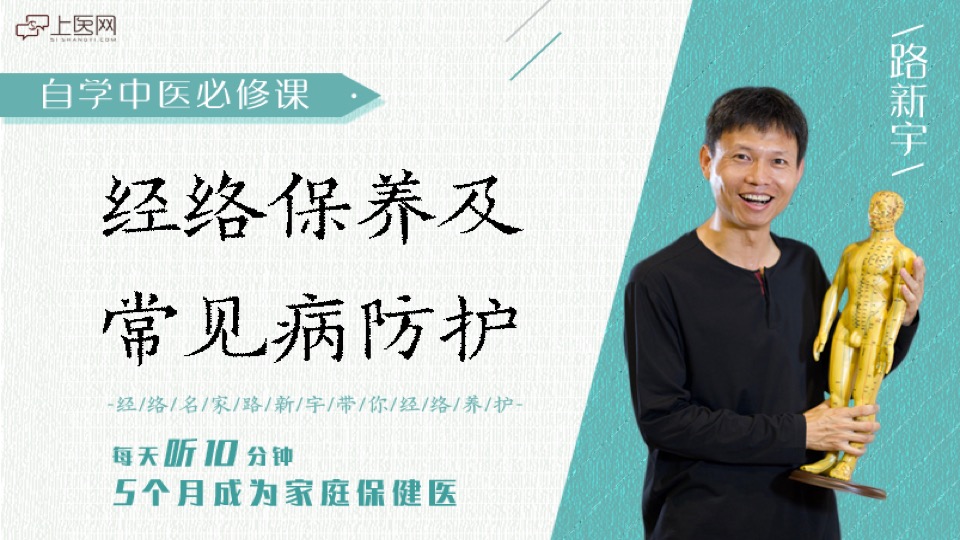 上医网
SISHANGYI.COM
自学中医必修课
路新宇
经络保养及
常见病防护
-经/络/名/家/路/新/宇/带/你/经/络/养/护-
每天听10分钟
5个月成为家庭保健医